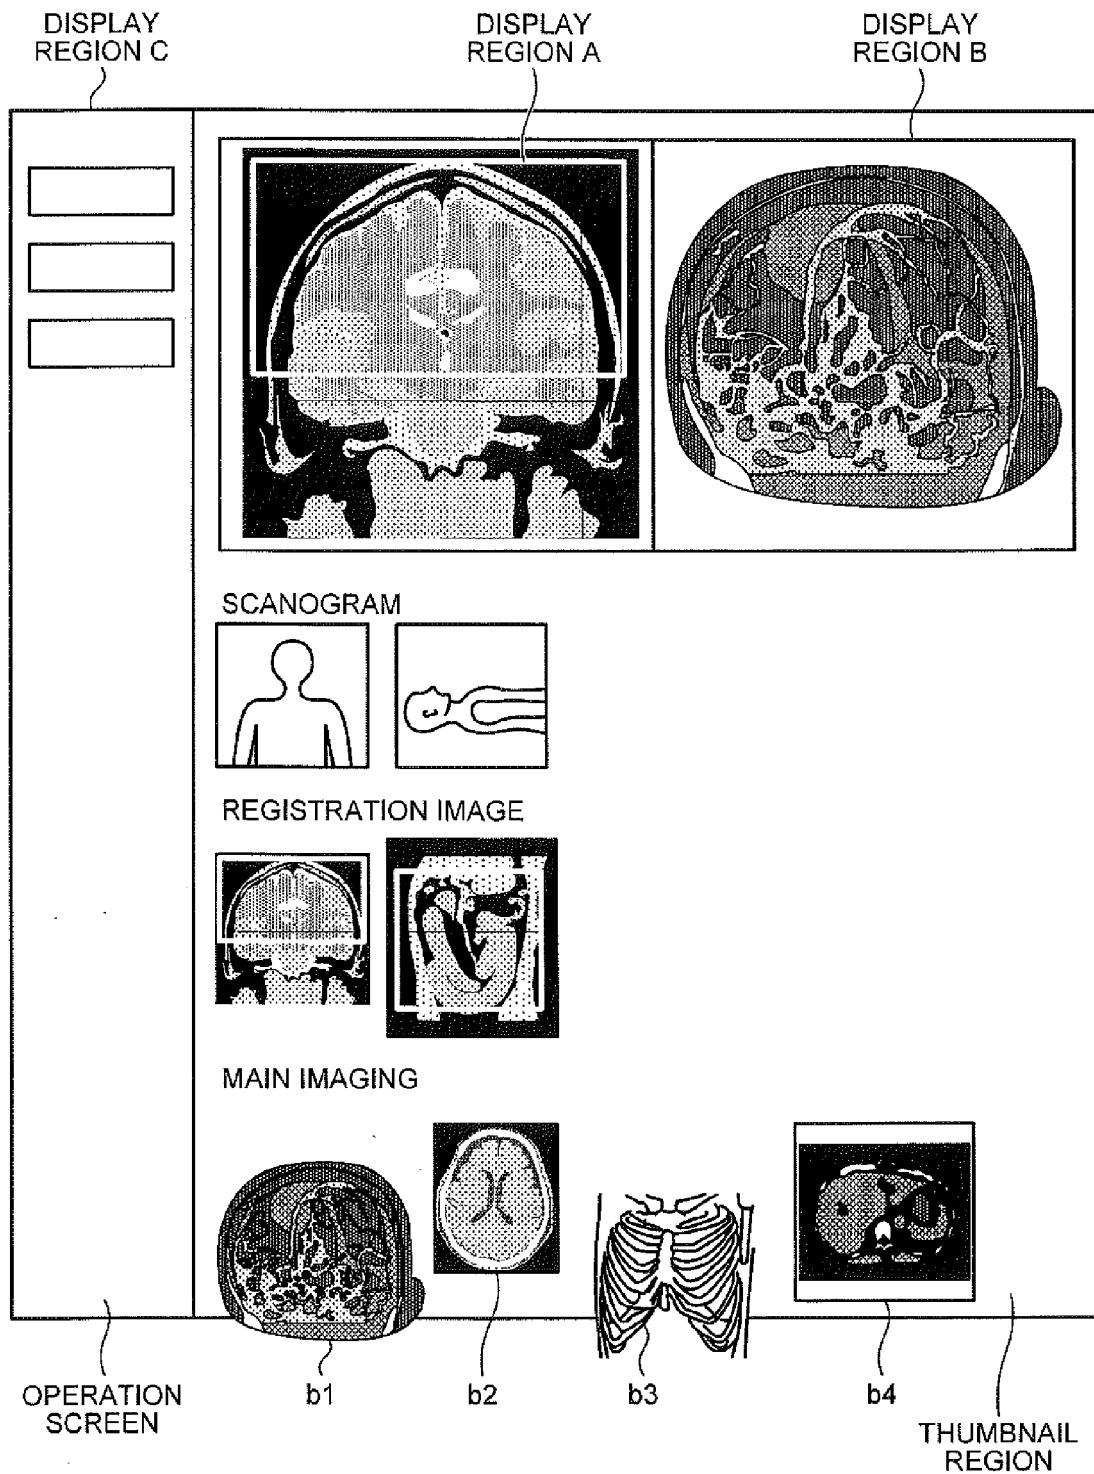 DISPLAY
REGION C
DISPLAY
REGION A
DISPLAY
REGION B
SCANOGRAM
REGISTRATION IMAGE
MAIN IMAGING
OPERATION
SCREEN
b1
b2
b3
b4
THUMBNAIL
REGION